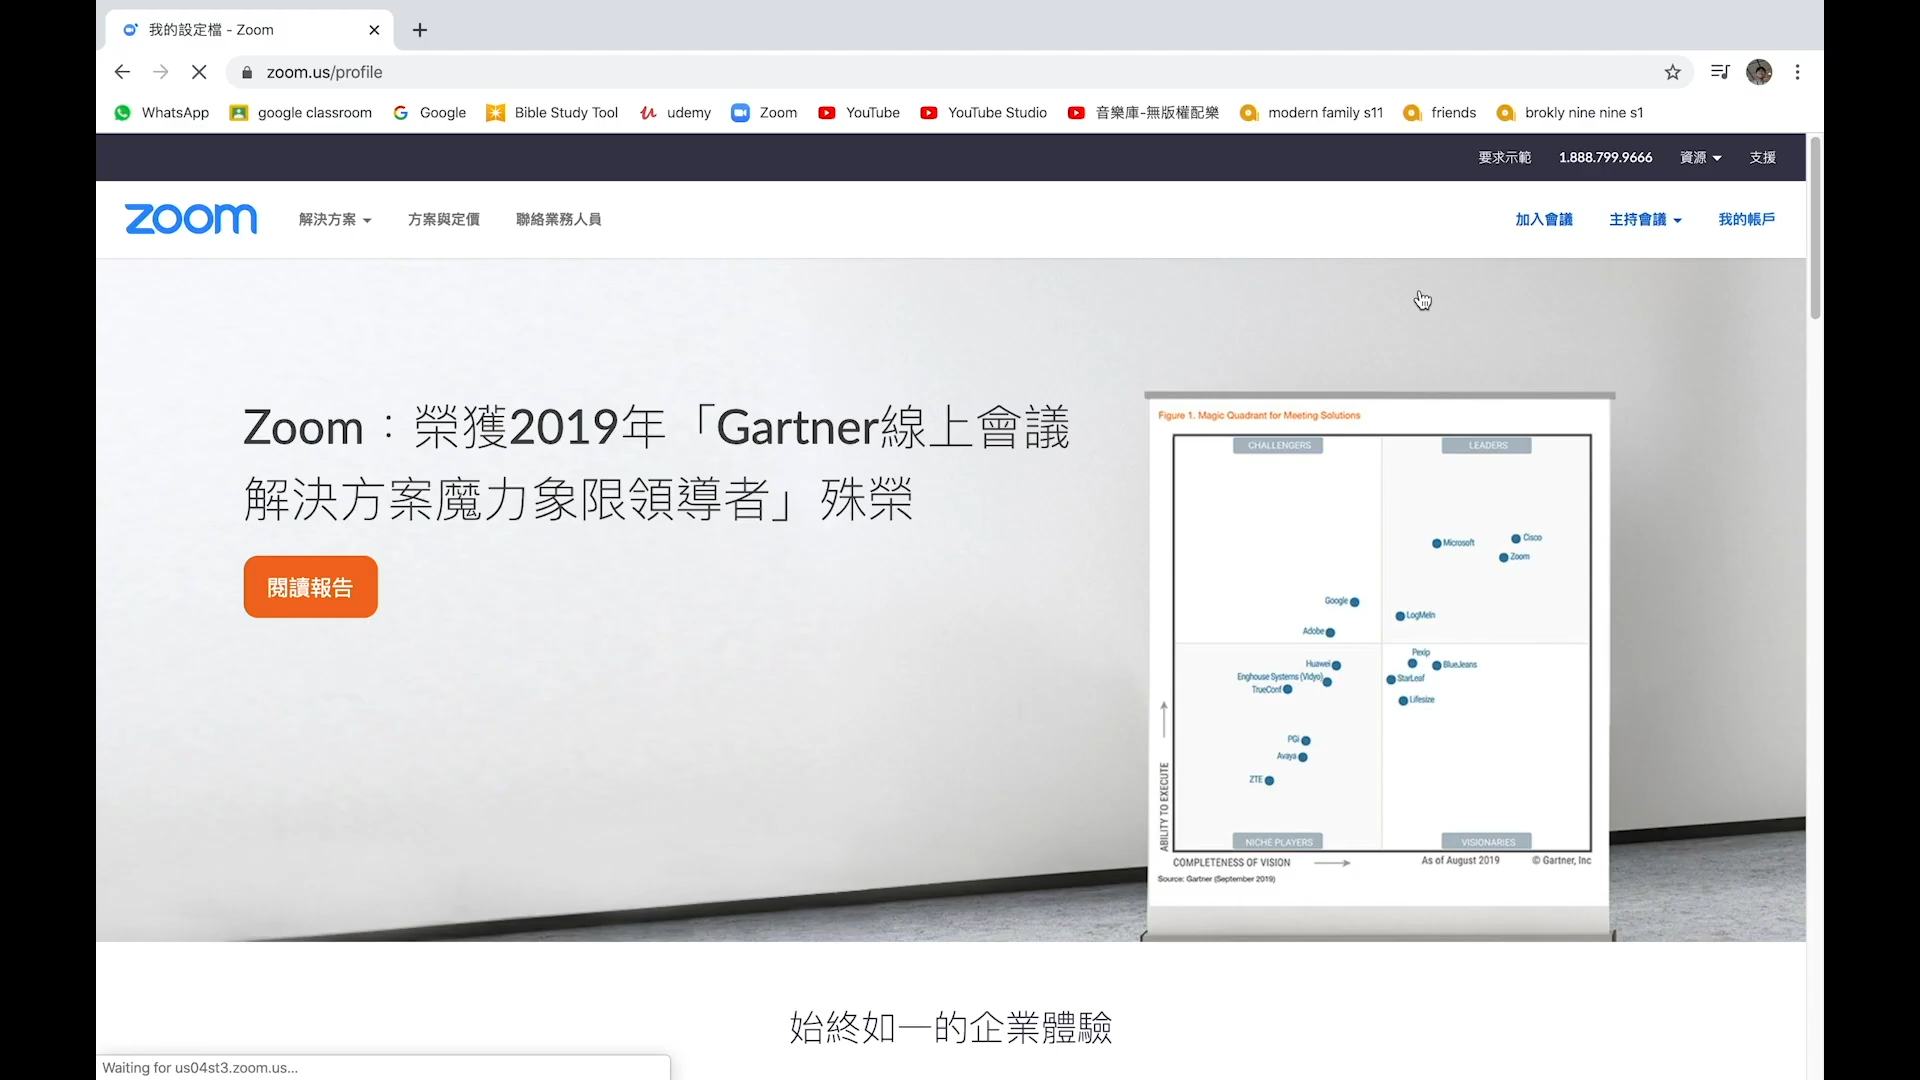 我的設定檔 - Zoom
zoom.us/profile
WhatsApp google classroom Google Bible Study Tool udemy Zoom YouTube YouTube Studio 音樂庫-無版權配樂 modern family s11 friends brokly nine nine s1
要求示範 1.888.799.9666 資源 支援
zoom 解決方案 方案與定價 聯絡業務人員 加入會議 主持會議 我的帳戶
Zoom：榮獲2019年「Gartner線上會議
解決方案魔力象限領導者」殊榮
閱讀報告
Figure 1. Magic Quadrant for Meeting Solutions
CHALLENGERS LEADERS
Cisco
Microsoft
Zoom
Google
LogMeIn
Adobe
Pexip
Huawei BlueJeans
Enghouse Systems (Vidyo) StarLeaf
TrueConf
Lifesize
PGi
Avaya
ZTE
ABILITY TO EXECUTE
NICHE PLAYERS VISIONARIES
COMPLETENESS OF VISION As of August 2019 © Gartner, Inc
Source: Gartner (September 2019)
始終如一的企業體驗
Waiting for us04st3.zoom.us...